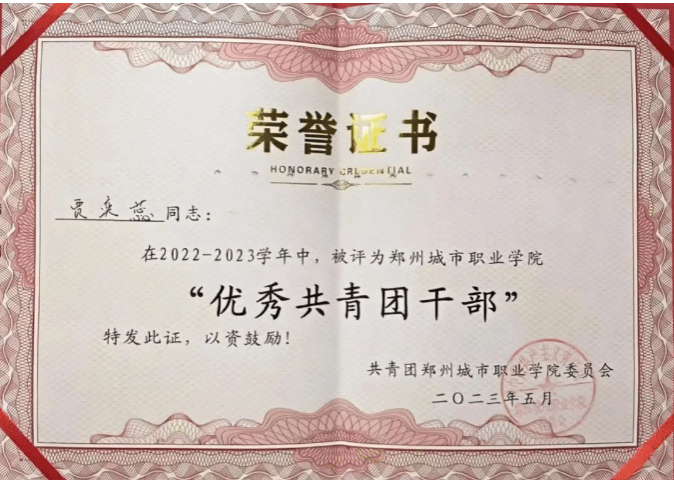 荣誉证书
HONORARY CREDENTIAL
贾奕蕊同志：
在2022-2023学年中，被评为郑州城市职业学院
“优秀共青团干部”
特发此证，以资鼓励！
共青团郑州城市职业学院委员会
二〇二三年五月